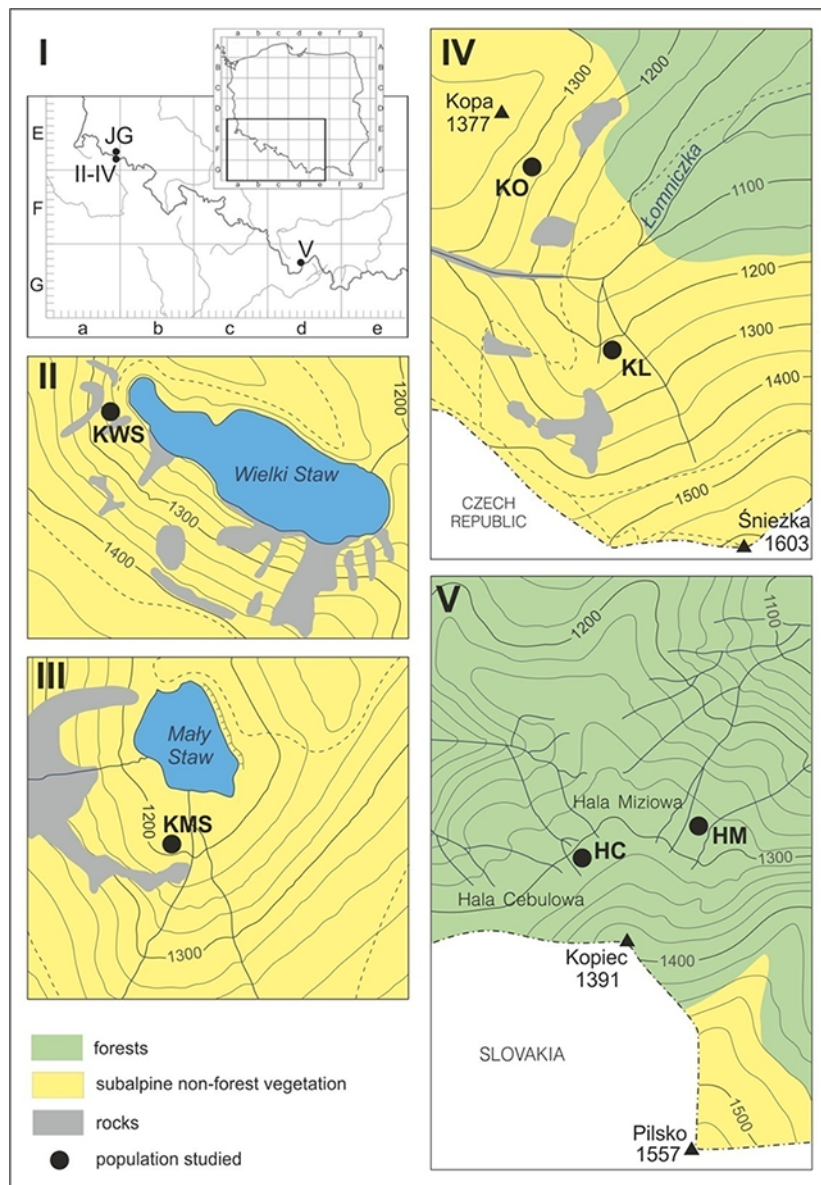 I
a b c d e f g
A
B
C
D
E
F
G
a b c d e f g
E
F
G
JG
II-IV
V
a b c d e
II
KWS
Wielki Staw
1200
1300
1400
III
Mały
Staw
1200
KMS
1300
forests
subalpine non-forest vegetation
rocks
population studied
IV
Kopa
1377
1300
1200
KO
Łomniczka
1100
1200
1300
KL
1400
CZECH
REPUBLIC
1500
Śnieżka
1603
V
1200
1100
Hala Miziowa
HC
HM
1300
Hala Cebulowa
Kopiec
1391
1400
SLOVAKIA
1500
Pilsko
1557